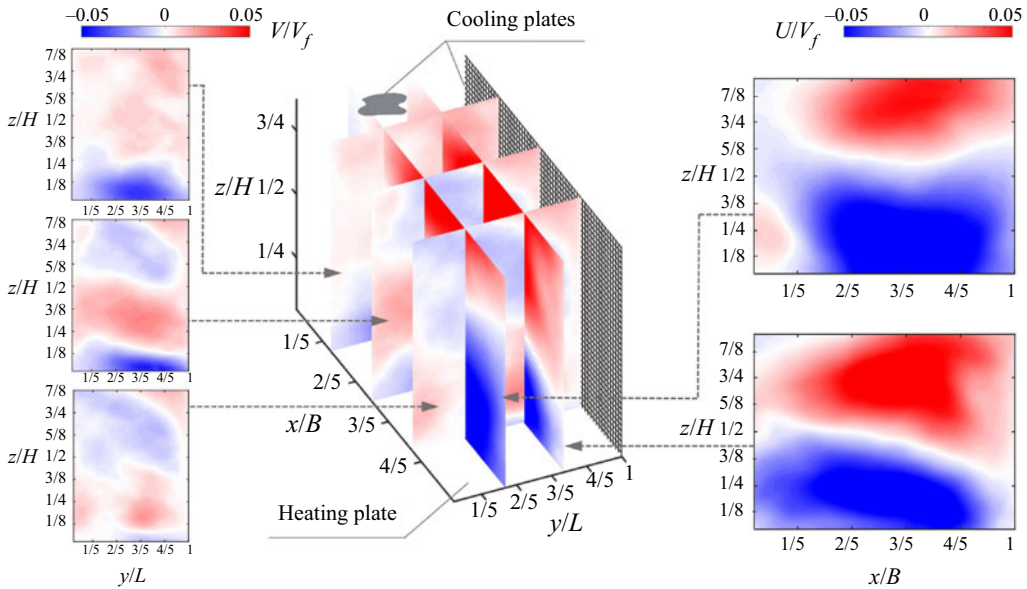 −0.05 0 0.05
V/V_f
Cooling plates
−0.05 0 0.05
U/V_f
7/8
3/4
5/8
z/H 1/2
3/8
1/4
1/8
1/5 2/5 3/5 4/5 1
7/8
3/4
5/8
z/H 1/2
3/8
1/4
1/8
1/5 2/5 3/5 4/5 1
7/8
3/4
5/8
z/H 1/2
1/4
1/8
1/5 2/5 3/5 4/5 1
y/L
3/4
z/H 1/2
1/4
1/5
2/5
3/5
4/5
x/B
1/5
2/5
3/5
4/5
1
y/L
Heating plate
7/8
3/4
5/8
z/H 1/2
3/8
1/4
1/8
1/5 2/5 3/5 4/5 1
7/8
3/4
5/8
z/H 1/2
3/8
1/4
1/8
1/5 2/5 3/5 4/5 1
x/B